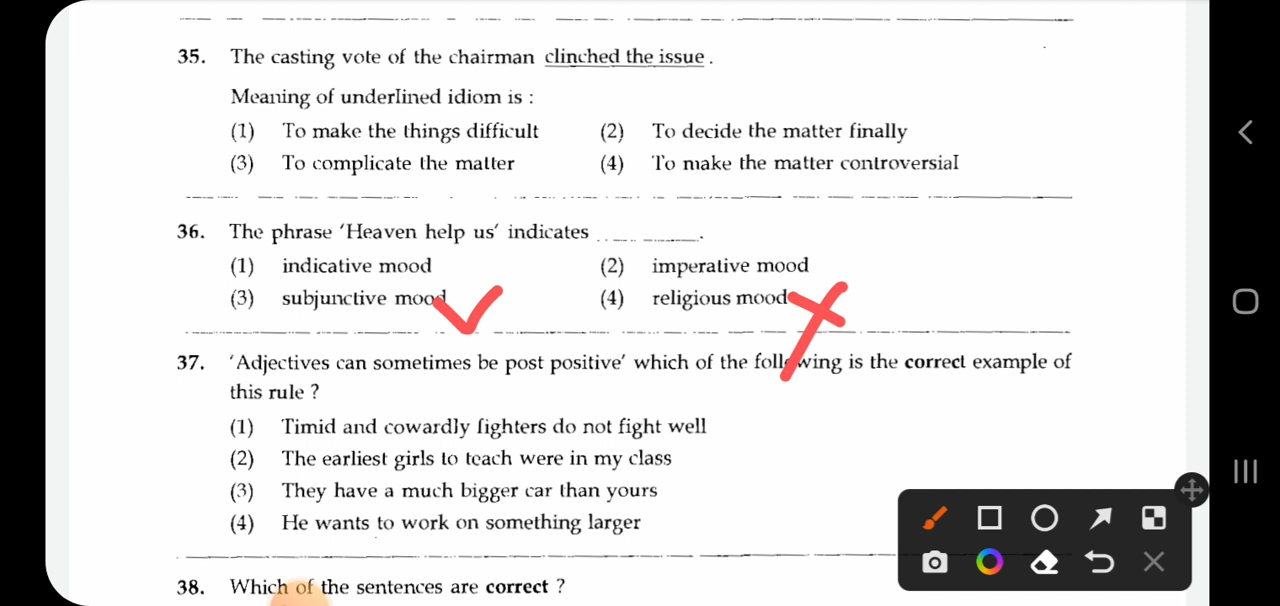 35. The casting vote of the chairman clinched the issue .
Meaning of underlined idiom is :
(1) To make the things difficult (2) To decide the matter finally
(3) To complicate the matter (4) To make the matter controversial
36. The phrase ‘Heaven help us’ indicates __________.
(1) indicative mood (2) imperative mood
(3) subjunctive mood (4) religious mood
37. ‘Adjectives can sometimes be post positive’ which of the following is the correct example of
this rule ?
(1) Timid and cowardly fighters do not fight well
(2) The earliest girls to teach were in my class
(3) They have a much bigger car than yours
(4) He wants to work on something larger
38. Which of the sentences are correct ?